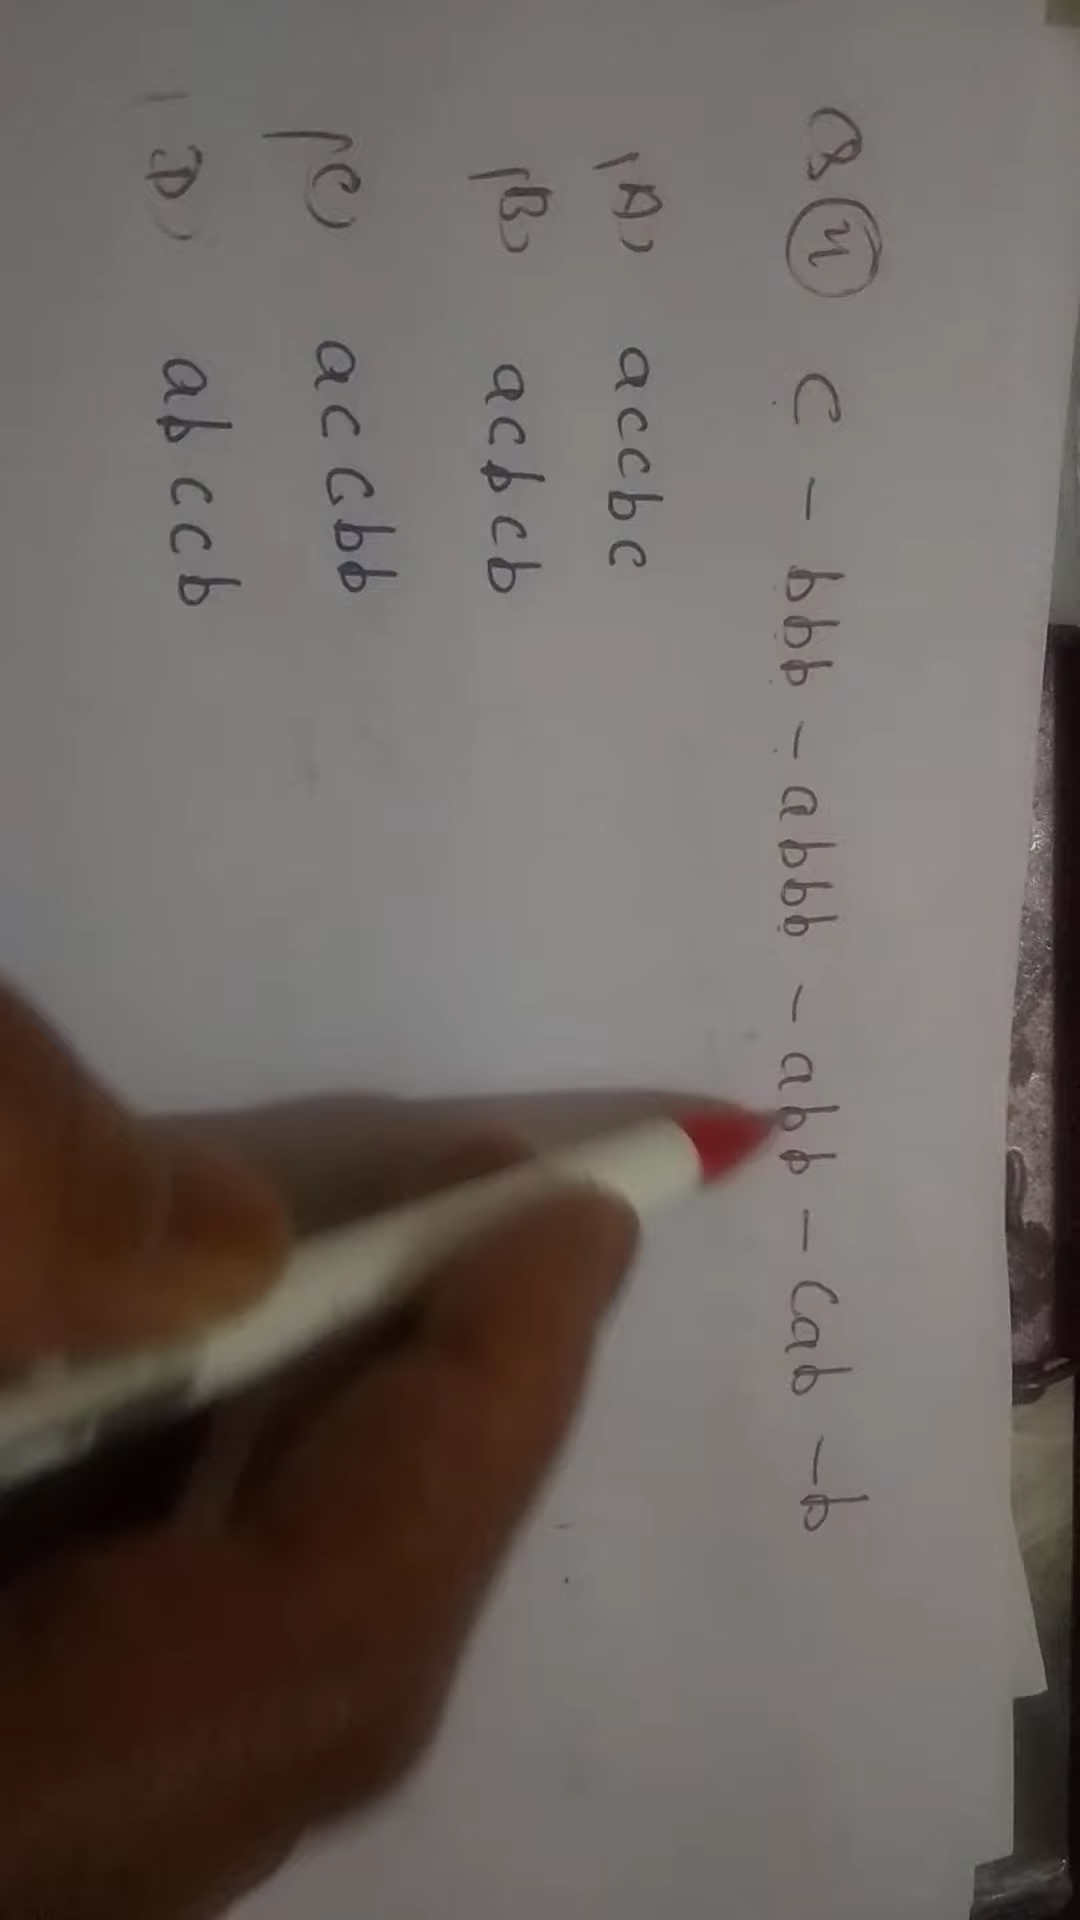 Q (4) C - bbb - abbb - abb - Cab - b
(A) accbc
(B) acbcb
(C) accbb
(D) abccb